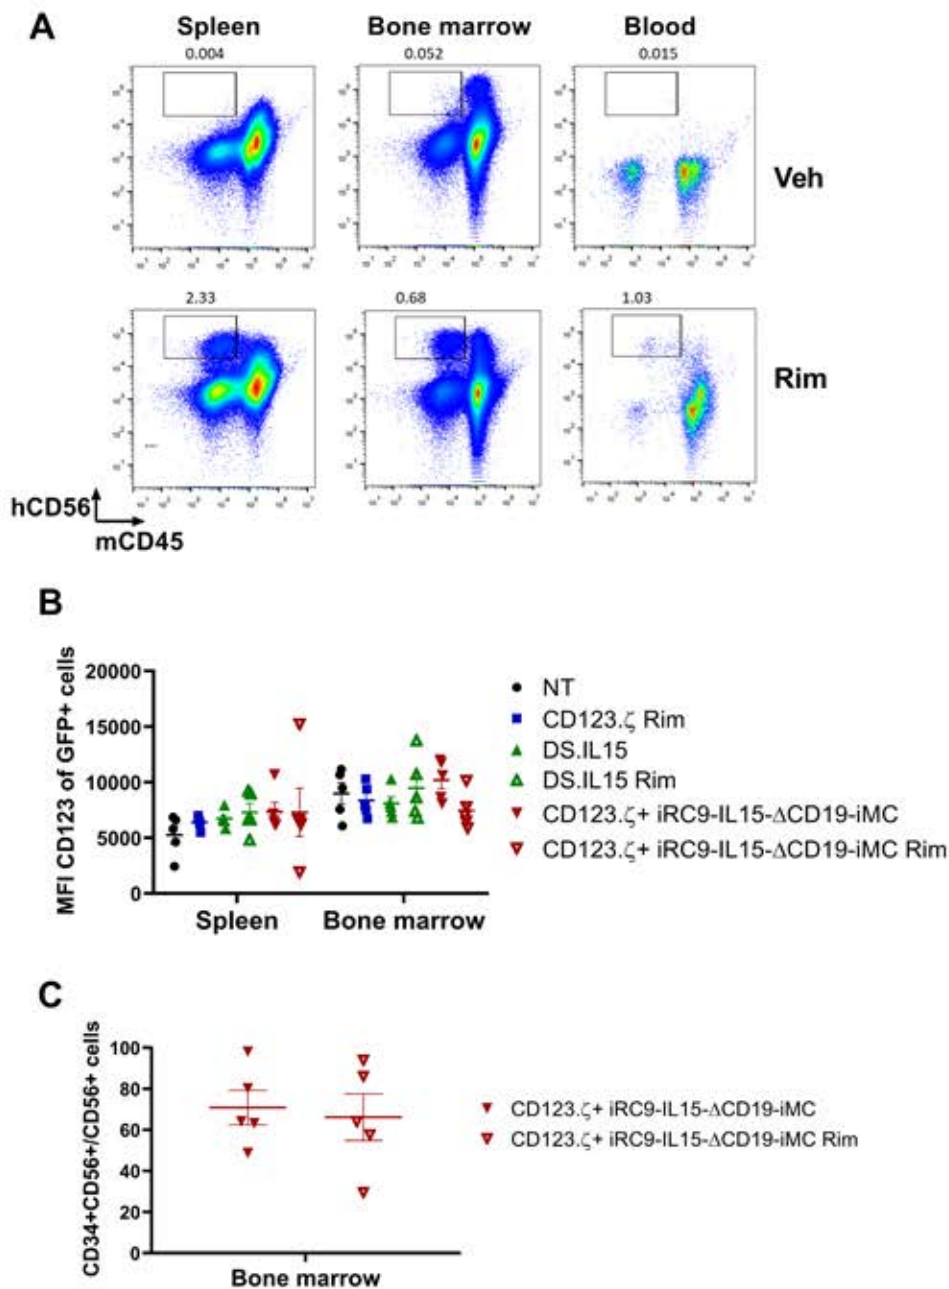 A
Spleen Bone marrow Blood
0.004 0.052 0.015
Veh
2.33 0.68 1.03
Rim
hCD56
mCD45
B
MFI CD123 of GFP+ cells
20000
15000
10000
5000
0
Spleen Bone marrow
NT
CD123.ζ Rim
DS.IL15
DS.IL15 Rim
CD123.ζ+ iRC9-IL15-ΔCD19-iMC
CD123.ζ+ iRC9-IL15-ΔCD19-iMC Rim
C
CD34+CD56+/CD56+ cells
100
80
60
40
20
0
Bone marrow
CD123.ζ+ iRC9-IL15-ΔCD19-iMC
CD123.ζ+ iRC9-IL15-ΔCD19-iMC Rim